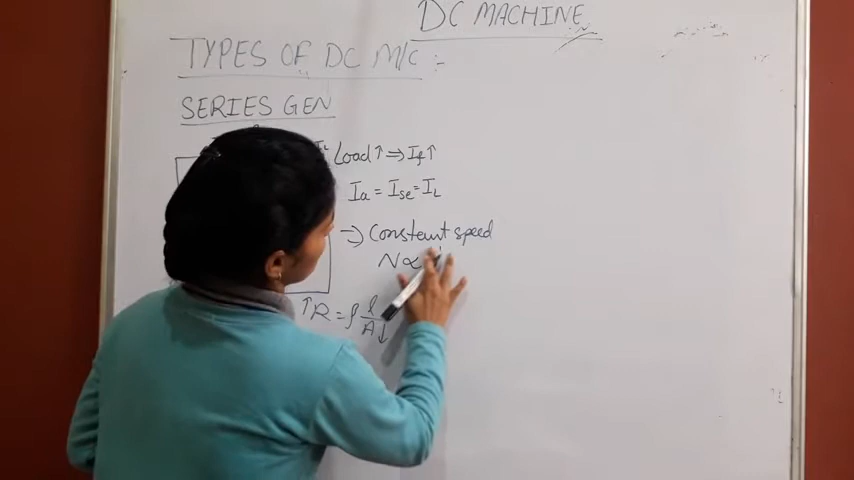 DC MACHINE
TYPES OF DC M/C :-
SERIES GEN
Load ↑ ⇒ If ↑
Ia = Ise = IL
⇒ Constant speed
N ∝
↑ R = ρ l/A ↓